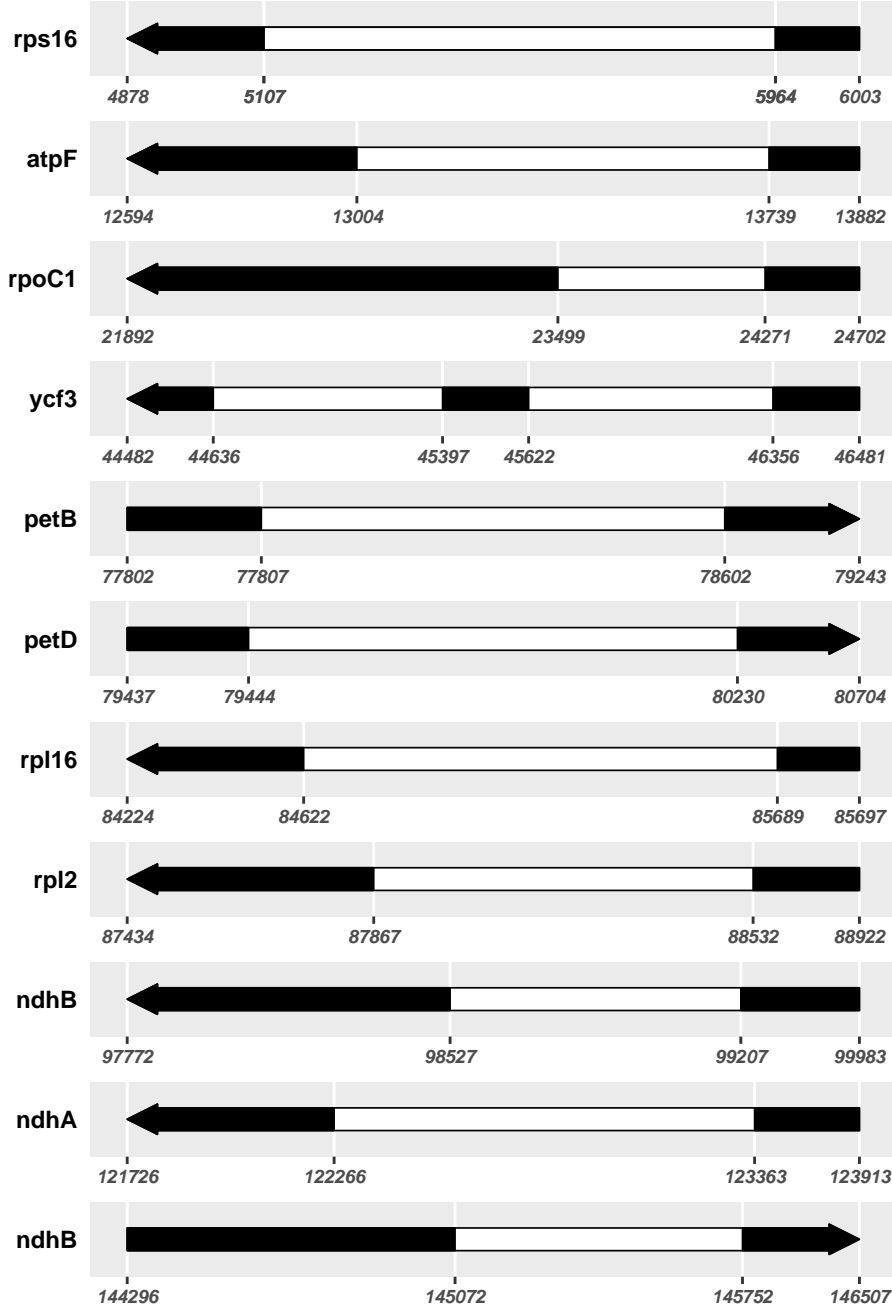 rps16
4878 5107 5964 6003
atpF
12594 13004 13739 13882
rpoC1
21892 23499 24271 24702
ycf3
44482 44636 45397 45622 46356 46481
petB
77802 77807 78602 79243
petD
79437 79444 80230 80704
rpl16
84224 84622 85689 85697
rpl2
87434 87867 88532 88922
ndhB
97772 98527 99207 99983
ndhA
121726 122266 123363 123913
ndhB
144296 145072 145752 146507